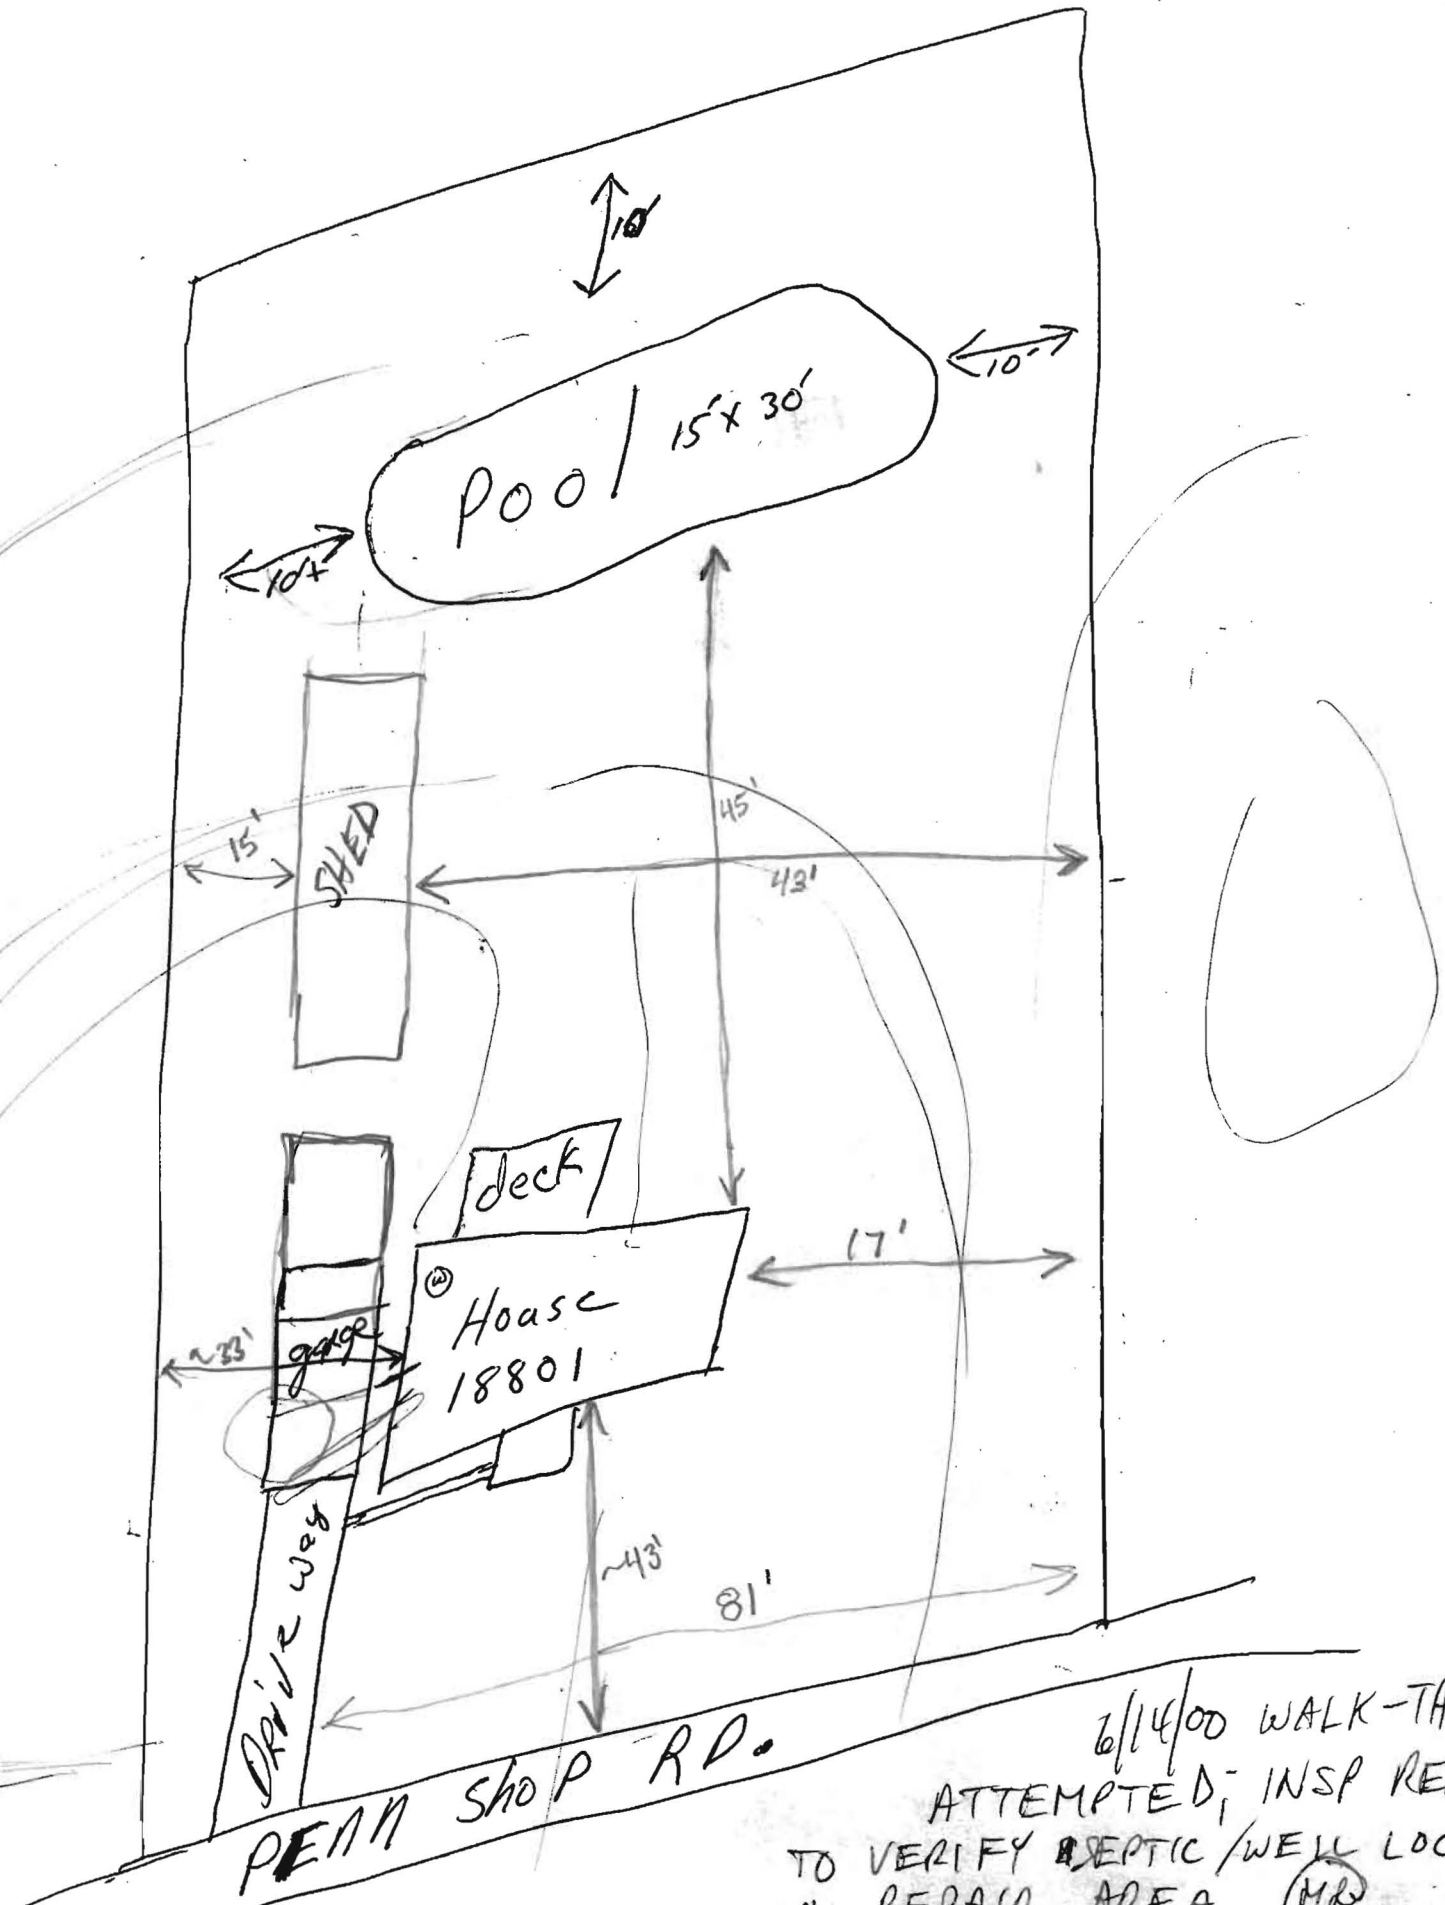 10'
10'
Pool 15' x 30'
10'+
45'
15'
SHED
43'
deck
17'
W
House
~33'
garage
18801
Drive way
~43'
81'
PENN ShOP RD.
6/14/00 WALK-TH
ATTEMPTED; INSP RE
TO VERIFY SEPTIC/WELL LOC
REPAIR AREA MR